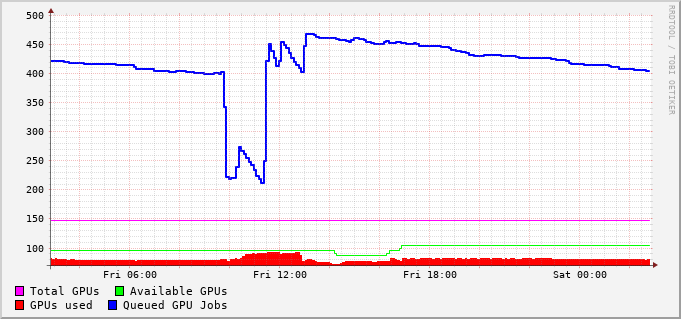 500
450
400
350
300
250
200
150
100
Fri 06:00 Fri 12:00 Fri 18:00 Sat 00:00
Total GPUs Available GPUs
GPUs used Queued GPU Jobs
RRDTOOL / TOBI OETIKER